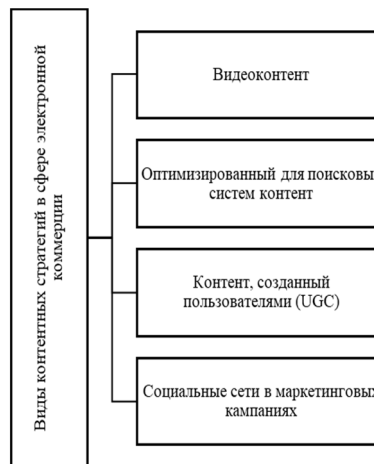 Виды контентных стратегий в сфере электронной
коммерции
Видеоконтент
Оптимизированный для поисковых
систем контент
Контент, созданный
пользователями (UGC)
Социальные сети в маркетинговых
кампаниях